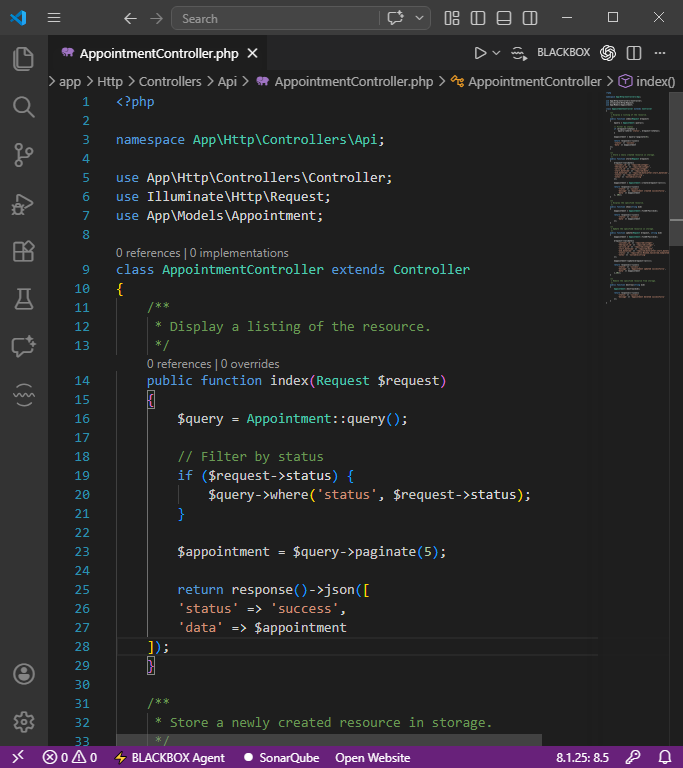 Search
AppointmentController.php
BLACKBOX
app > Http > Controllers > Api > AppointmentController.php > AppointmentController > index()
1 <?php
2
3 namespace App\Http\Controllers\Api;
4
5 use App\Http\Controllers\Controller;
6 use Illuminate\Http\Request;
7 use App\Models\Appointment;
8
0 references | 0 implementations
9 class AppointmentController extends Controller
10 {
11 /**
12 * Display a listing of the resource.
13 */
0 references | 0 overrides
14 public function index(Request $request)
15 {
16 $query = Appointment::query();
17
18 // Filter by status
19 if ($request->status) {
20 $query->where('status', $request->status);
21 }
22
23 $appointment = $query->paginate(5);
24
25 return response()->json([
26 'status' => 'success',
27 'data' => $appointment
28 ]);
29 }
30
31 /**
32 * Store a newly created resource in storage.
33 */
0 0 BLACKBOX Agent SonarQube Open Website 8.1.25: 8.5